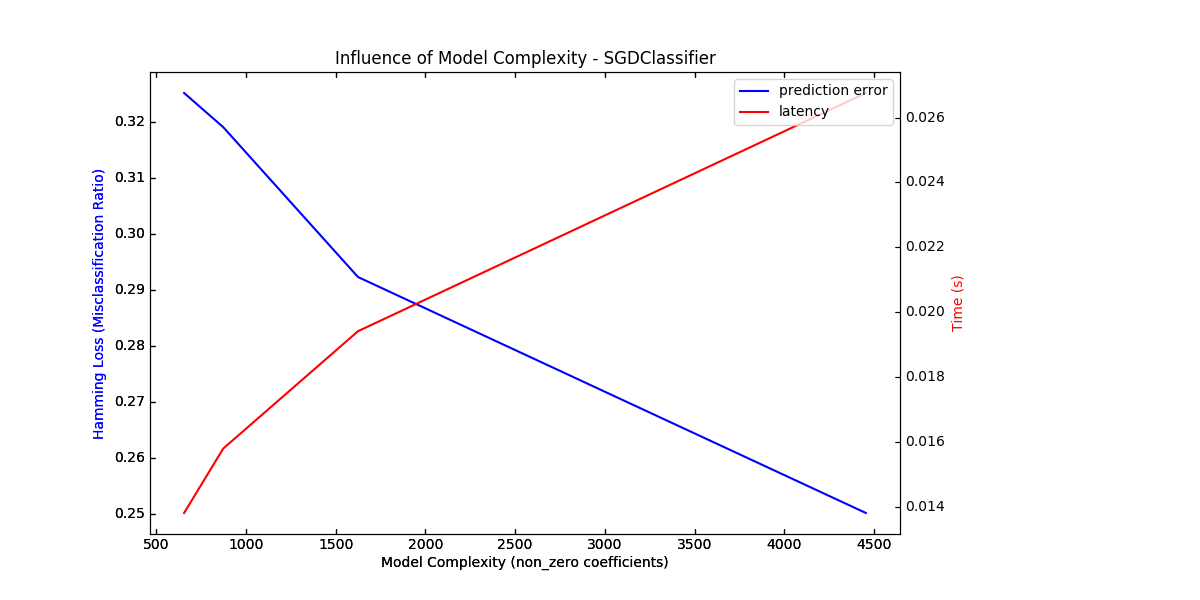 Influence of Model Complexity - SGDClassifier
prediction error
latency
0.32
0.31
0.30
0.29
0.28
0.27
0.26
0.25
Hamming Loss (Misclassification Ratio)
0.026
0.024
0.022
0.020
0.018
0.016
0.014
Time (s)
500 1000 1500 2000 2500 3000 3500 4000 4500
Model Complexity (non_zero coefficients)